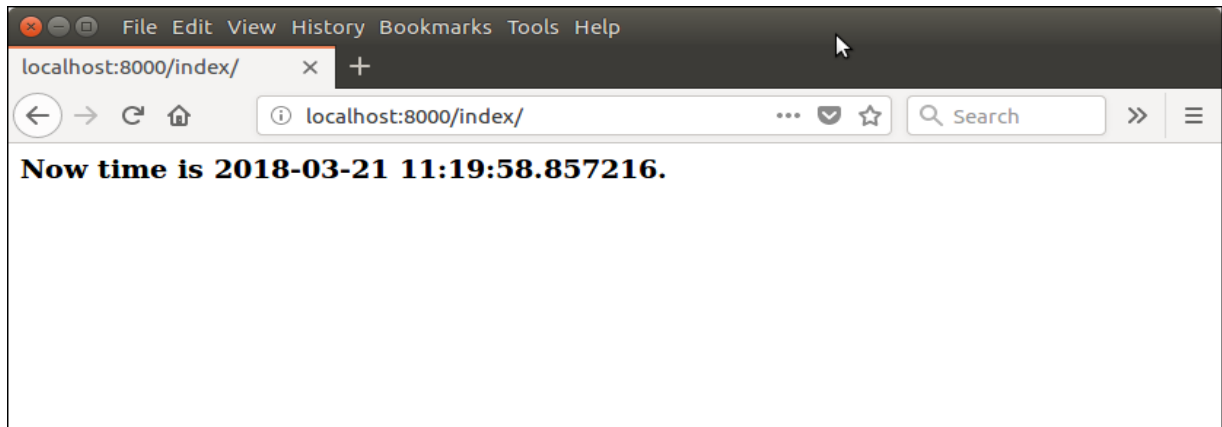 File Edit View History Bookmarks Tools Help
localhost:8000/index/
localhost:8000/index/ Search
Now time is 2018-03-21 11:19:58.857216.